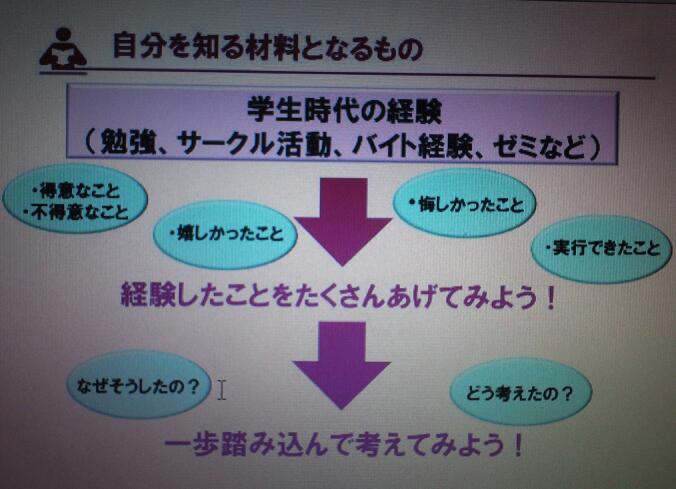 自分を知る材料となるもの
学生時代の経験
（勉強、サークル活動、バイト経験、ゼミなど）
・得意なこと
・不得意なこと
・嬉しかったこと
・悔しかったこと
・実行できたこと
経験したことをたくさんあげてみよう！
なぜそうしたの？
どう考えたの？
一歩踏み込んで考えてみよう！